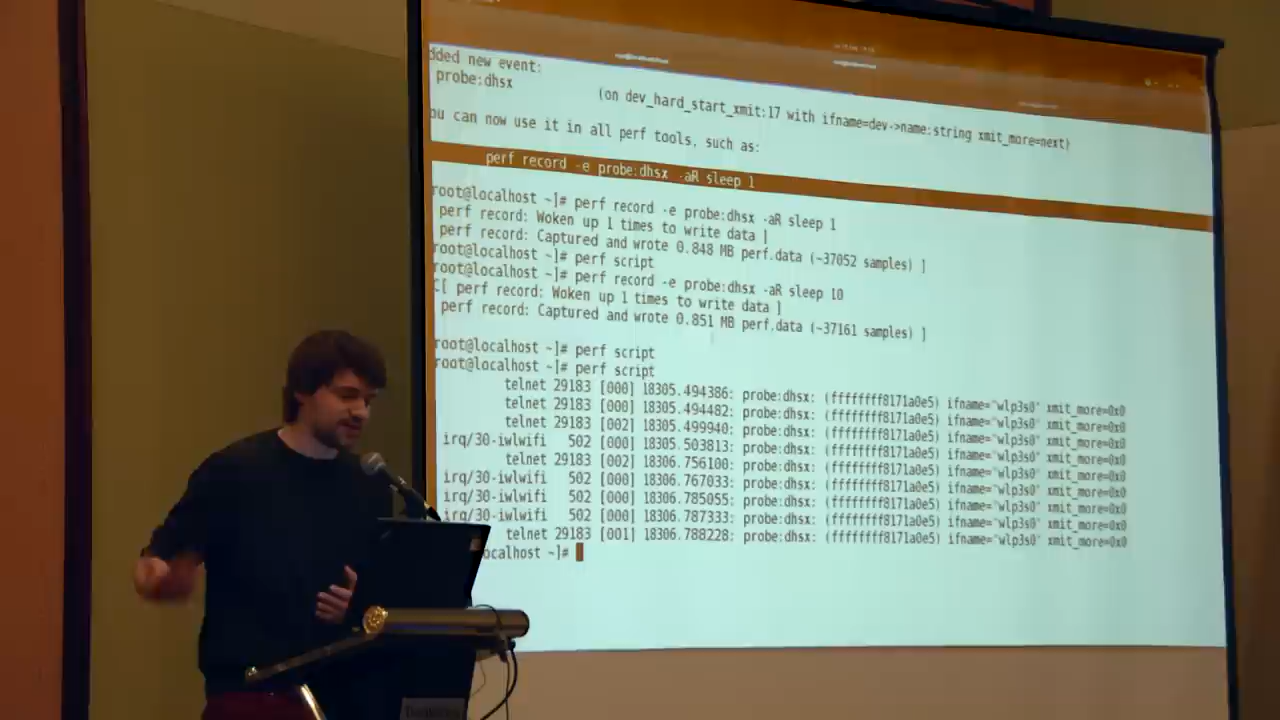 dded new event:
probe:dhsx (on dev_hard_start_xmit:17 with ifname=dev->name:string xmit_more=next)
ou can now use it in all perf tools, such as:
perf record -e probe:dhsx -aR sleep 1
root@localhost ~]# perf record -e probe:dhsx -aR sleep 1
perf record: Woken up 1 times to write data ]
perf record: Captured and wrote 0.848 MB perf.data (~37052 samples) ]
root@localhost ~]# perf script
root@localhost ~]# perf record -e probe:dhsx -aR sleep 10
C[ perf record: Woken up 1 times to write data ]
perf record: Captured and wrote 0.851 MB perf.data (~37161 samples) ]
root@localhost ~]# perf script
root@localhost ~]# perf script
telnet 29183 [000] 18305.494386: probe:dhsx: (ffffffff8171a0e5) ifname="wlp3s0" xmit_more=0x0
telnet 29183 [000] 18305.494482: probe:dhsx: (ffffffff8171a0e5) ifname="wlp3s0" xmit_more=0x0
telnet 29183 [002] 18305.499940: probe:dhsx: (ffffffff8171a0e5) ifname="wlp3s0" xmit_more=0x0
irq/30-iwlwifi 502 [000] 18305.503813: probe:dhsx: (ffffffff8171a0e5) ifname="wlp3s0" xmit_more=0x0
telnet 29183 [002] 18306.756100: probe:dhsx: (ffffffff8171a0e5) ifname="wlp3s0" xmit_more=0x0
irq/30-iwlwifi 502 [000] 18306.767033: probe:dhsx: (ffffffff8171a0e5) ifname="wlp3s0" xmit_more=0x0
irq/30-iwlwifi 502 [000] 18306.785055: probe:dhsx: (ffffffff8171a0e5) ifname="wlp3s0" xmit_more=0x0
irq/30-iwlwifi 502 [000] 18306.787333: probe:dhsx: (ffffffff8171a0e5) ifname="wlp3s0" xmit_more=0x0
telnet 29183 [001] 18306.788228: probe:dhsx: (ffffffff8171a0e5) ifname="wlp3s0" xmit_more=0x0
ocalhost ~]#